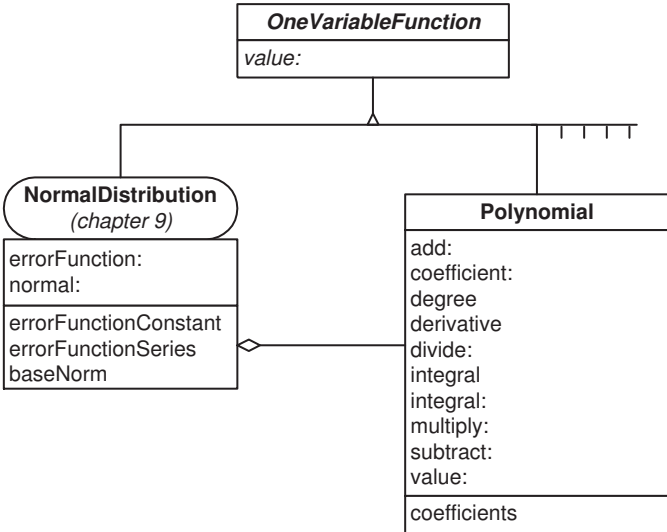 OneVariableFunction
value:
NormalDistribution
(chapter 9)
errorFunction:
normal:
errorFunctionConstant
errorFunctionSeries
baseNorm
Polynomial
add:
coefficient:
degree
derivative
divide:
integral
integral:
multiply:
subtract:
value:
coefficients